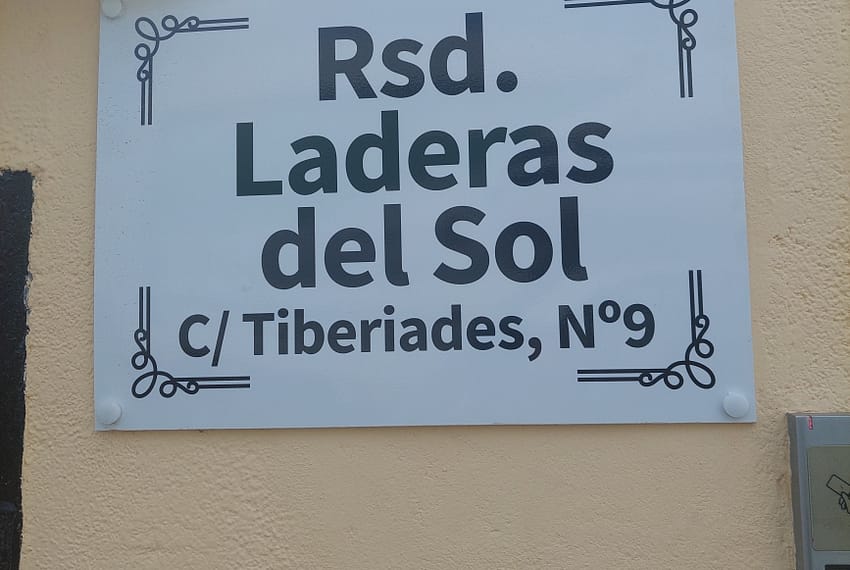 Rsd.
Laderas
del Sol
C/ Tiberiades, Nº9